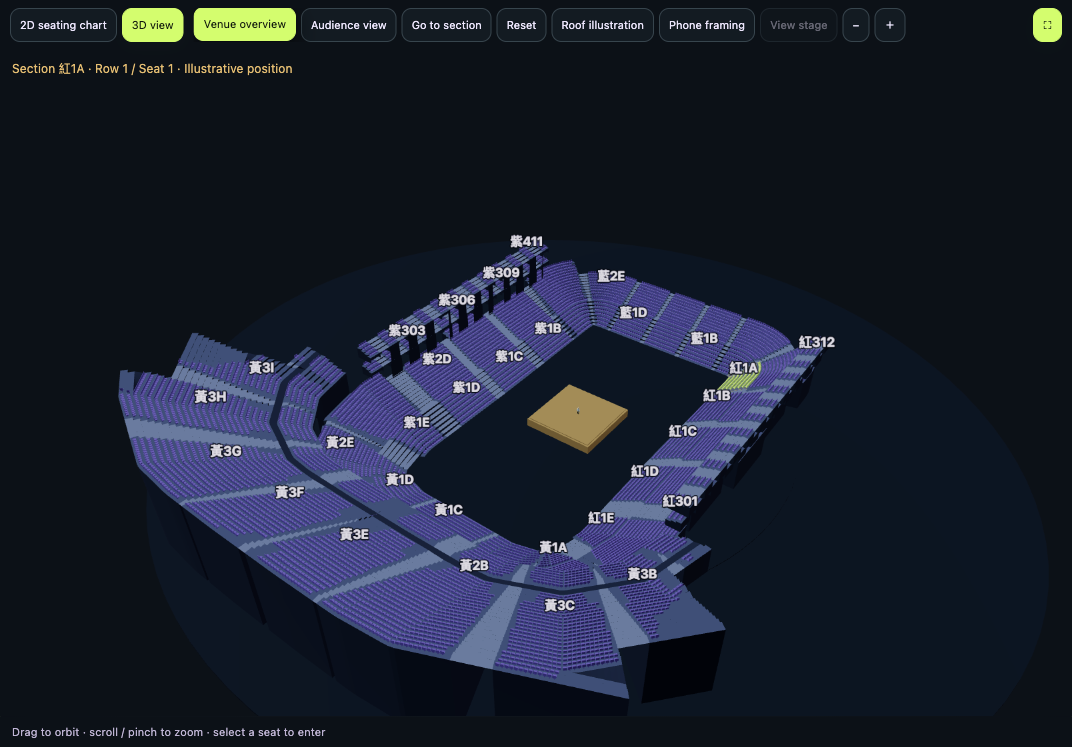 2D seating chart
3D view
Venue overview
Audience view
Go to section
Reset
Roof illustration
Phone framing
View stage
−
+
Section 紅1A · Row 1 / Seat 1 · Illustrative position
紫411
紫309
藍2E
紫306
藍1D
紫303
紫1B
藍1B
紅312
紫2D
紫1C
黃3I
紅1A
紫1D
黃3H
紅1B
紫1E
紅1C
黃2E
黃3G
紅1D
黃1D
黃3F
紅301
黃1C
紅1E
黃3E
黃1A
黃2B
黃3B
黃3C
Drag to orbit · scroll / pinch to zoom · select a seat to enter